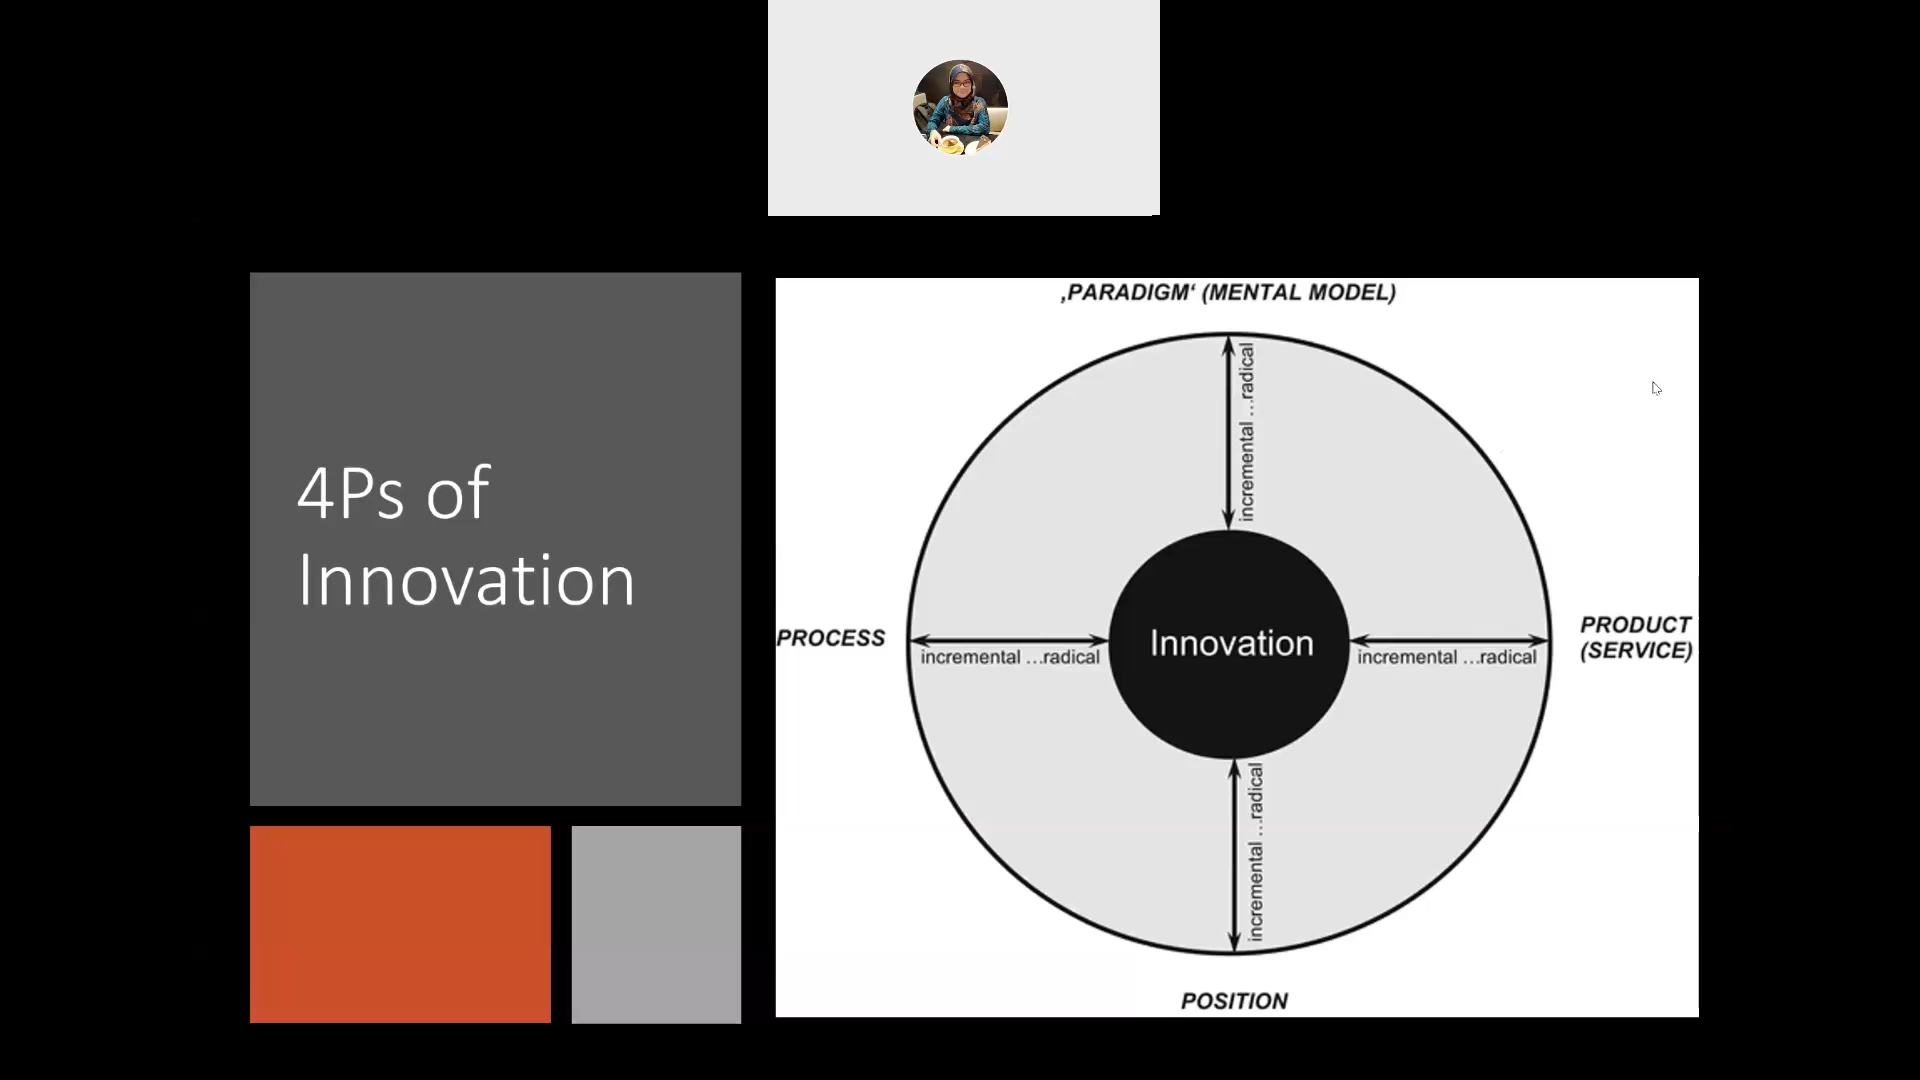 4Ps of
Innovation
‚PARADIGM‘ (MENTAL MODEL)
incremental ...radical
PROCESS
incremental ...radical
Innovation
incremental ...radical
PRODUCT
(SERVICE)
incremental ...radical
POSITION